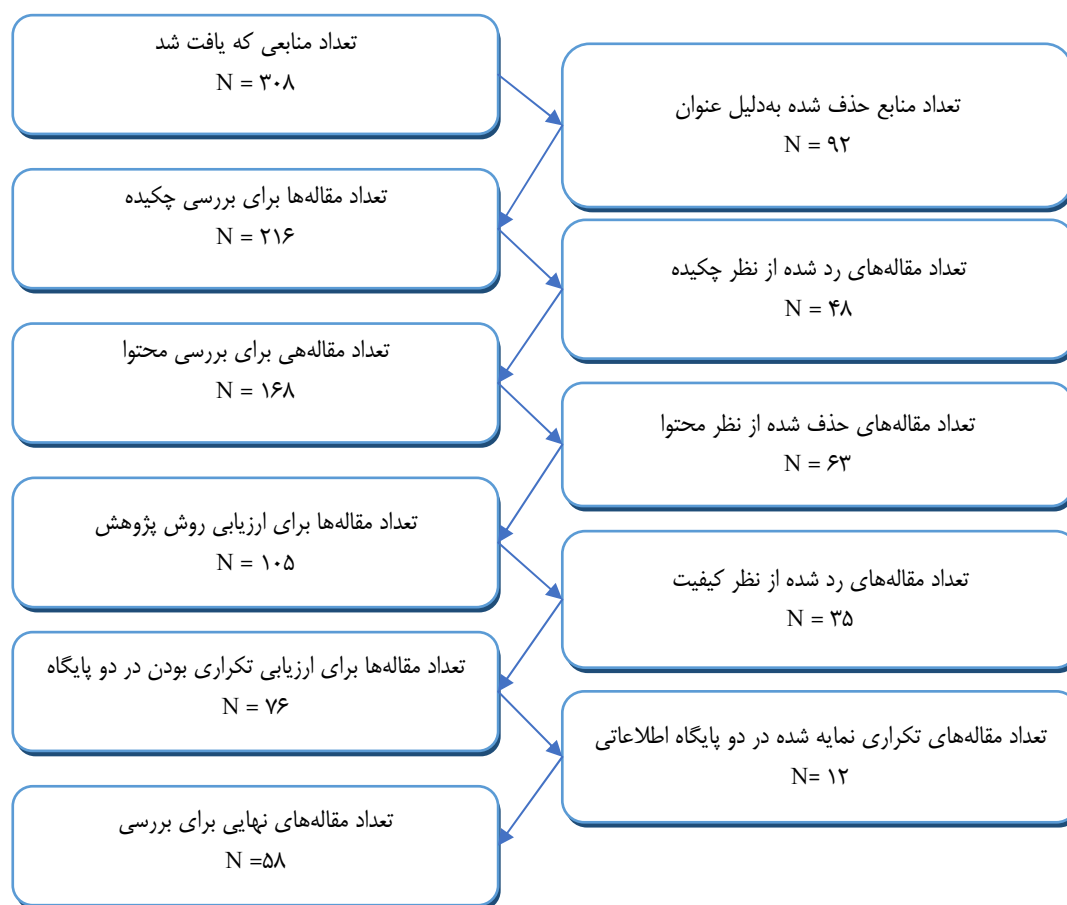 تعداد منابعی که یافت شد
N = ۳۰۸
تعداد منابع حذف شده به‌دلیل عنوان
N = ۹۲
تعداد مقاله‌ها برای بررسی چکیده
N = ۲۱۶
تعداد مقاله‌های رد شده از نظر چکیده
N = ۴۸
تعداد مقاله‌هی برای بررسی محتوا
N = ۱۶۸
تعداد مقاله‌های حذف شده از نظر محتوا
N = ۶۳
تعداد مقاله‌ها برای ارزیابی روش پژوهش
N = ۱۰۵
تعداد مقاله‌های رد شده از نظر کیفیت
N = ۳۵
تعداد مقاله‌ها برای ارزیابی تکراری بودن در دو پایگاه
N = ۷۶
تعداد مقاله‌های تکراری نمایه شده در دو پایگاه اطلاعاتی
N= ۱۲
تعداد مقاله‌های نهایی برای بررسی
N =۵۸